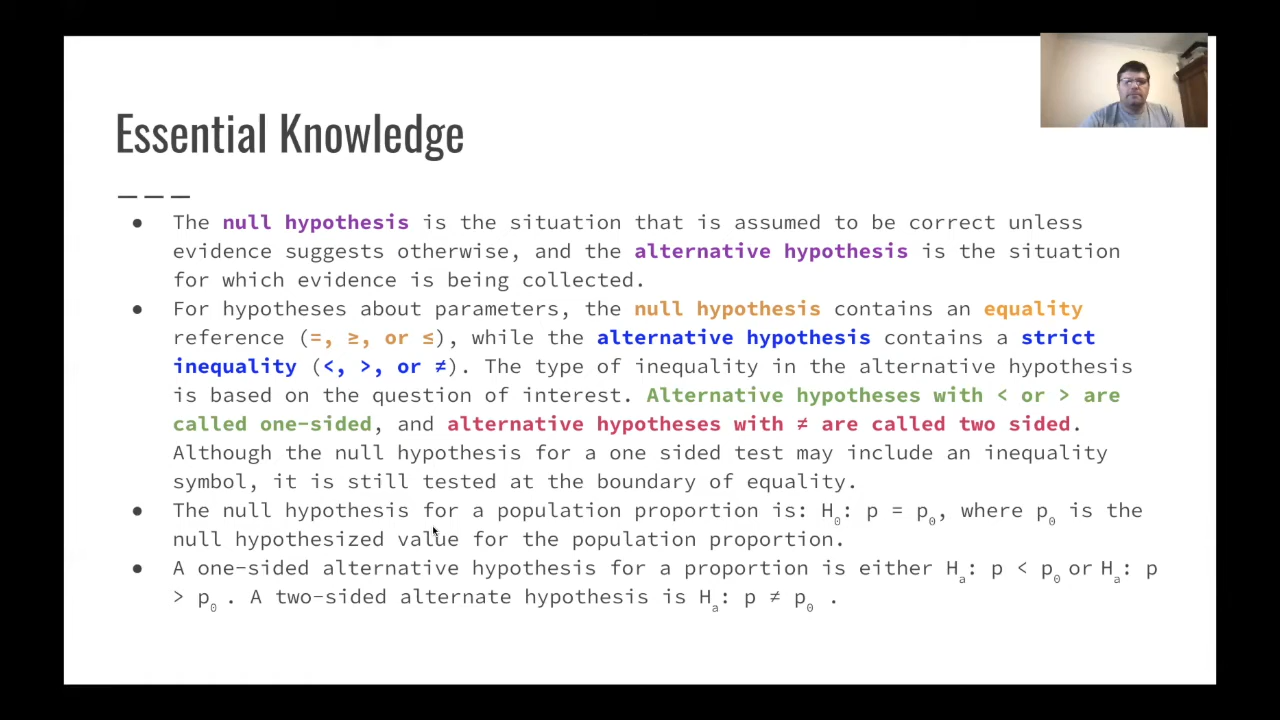 Essential Knowledge
● The null hypothesis is the situation that is assumed to be correct unless
evidence suggests otherwise, and the alternative hypothesis is the situation
for which evidence is being collected.
● For hypotheses about parameters, the null hypothesis contains an equality
reference (=, ≥, or ≤), while the alternative hypothesis contains a strict
inequality (<, >, or ≠). The type of inequality in the alternative hypothesis
is based on the question of interest. Alternative hypotheses with < or > are
called one-sided, and alternative hypotheses with ≠ are called two sided.
Although the null hypothesis for a one sided test may include an inequality
symbol, it is still tested at the boundary of equality.
● The null hypothesis for a population proportion is: H₀: p = p₀, where p₀ is the
null hypothesized value for the population proportion.
● A one-sided alternative hypothesis for a proportion is either Hₐ: p < p₀ or Hₐ: p
> p₀ . A two-sided alternate hypothesis is Hₐ: p ≠ p₀ .